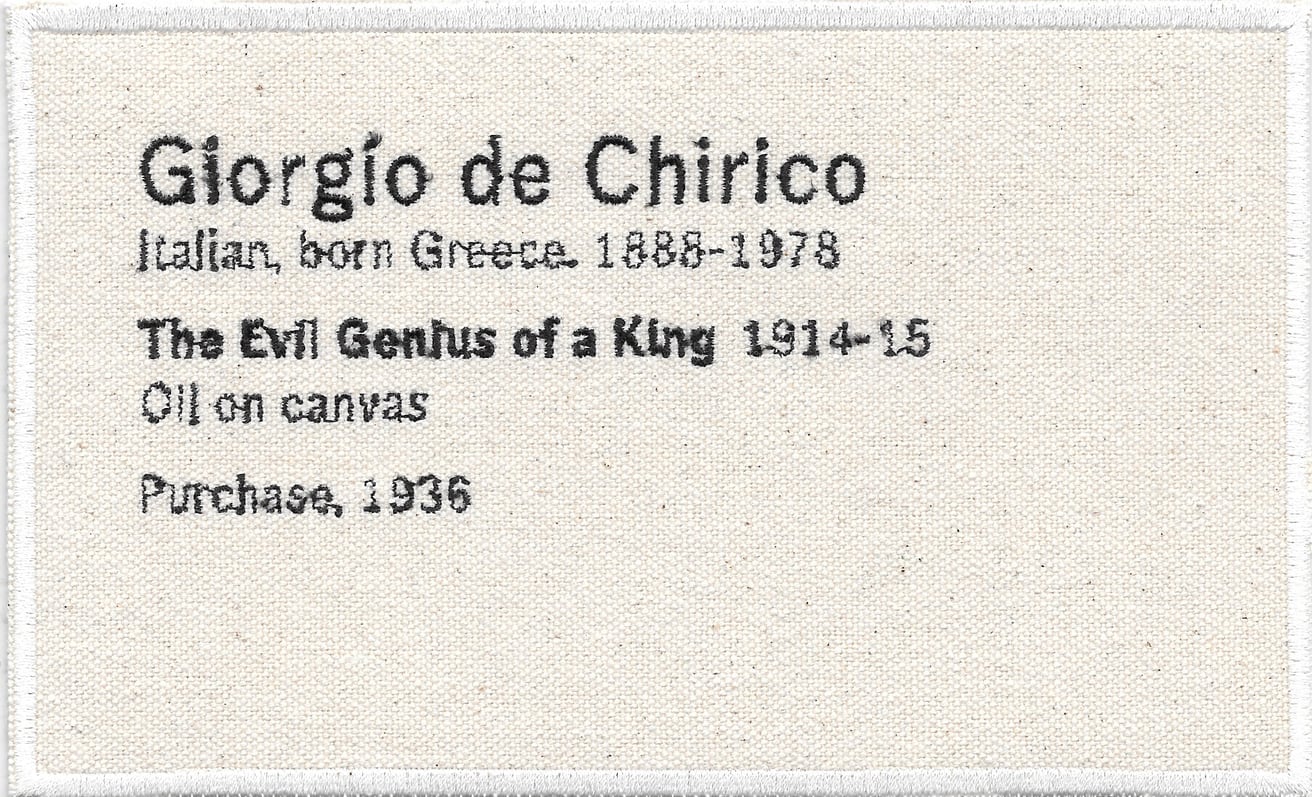 Giorgio de Chirico
Italian, born Greece. 1888-1978
The Evil Genius of a King 1914-15
Oil on canvas
Purchase, 1936